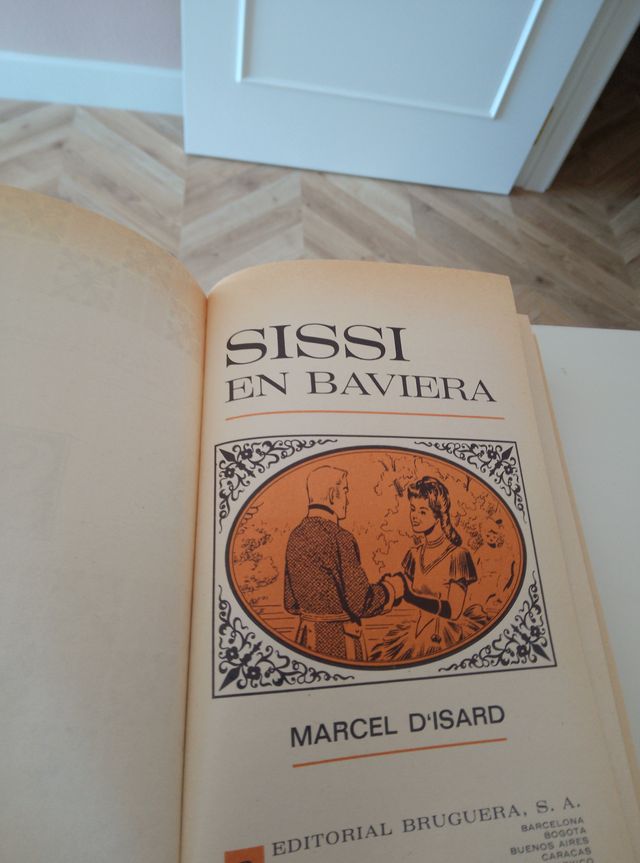 SISSI
EN BAVIERA
MARCEL D'ISARD
EDITORIAL BRUGUERA, S. A.
BARCELONA
BOGOTA
BUENOS AIRES
CARACAS